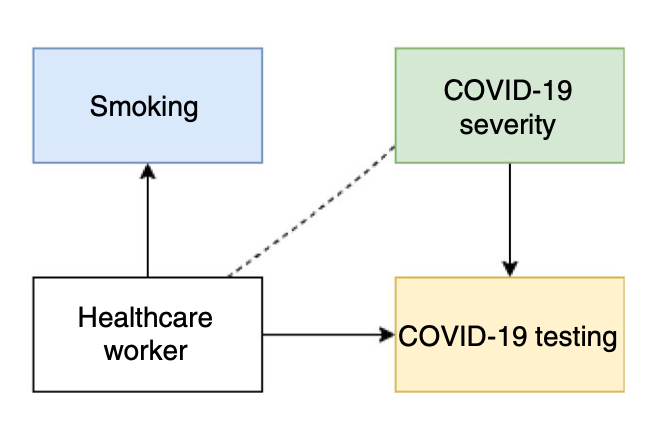 Smoking
COVID-19
severity
Healthcare
worker
COVID-19 testing